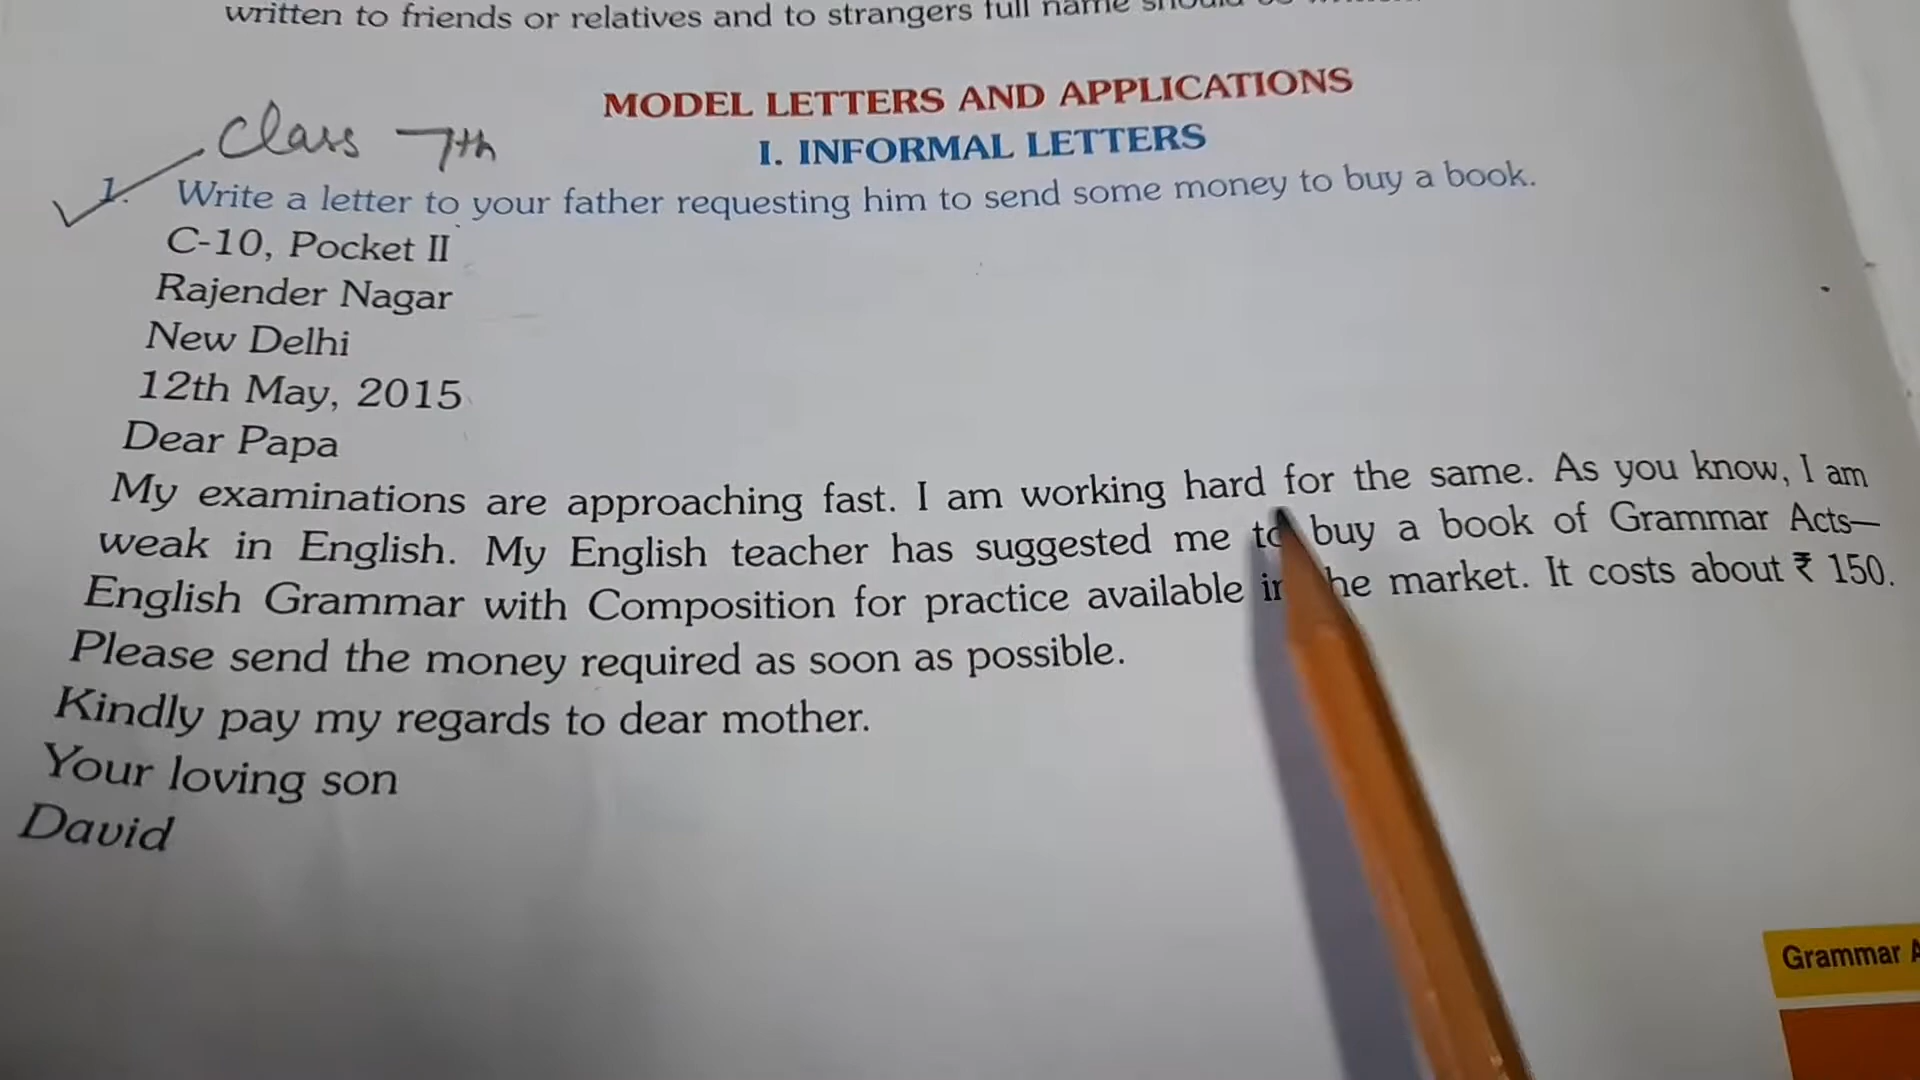 written to friends or relatives and to strangers full name should be
MODEL LETTERS AND APPLICATIONS
Class 7th
I. INFORMAL LETTERS
1. Write a letter to your father requesting him to send some money to buy a book.
C-10, Pocket II
Rajender Nagar
New Delhi
12th May, 2015
Dear Papa
My examinations are approaching fast. I am working hard for the same. As you know, I am
weak in English. My English teacher has suggested me to buy a book of Grammar Acts—
English Grammar with Composition for practice available in the market. It costs about ₹ 150.
Please send the money required as soon as possible.
Kindly pay my regards to dear mother.
Your loving son
David
Grammar